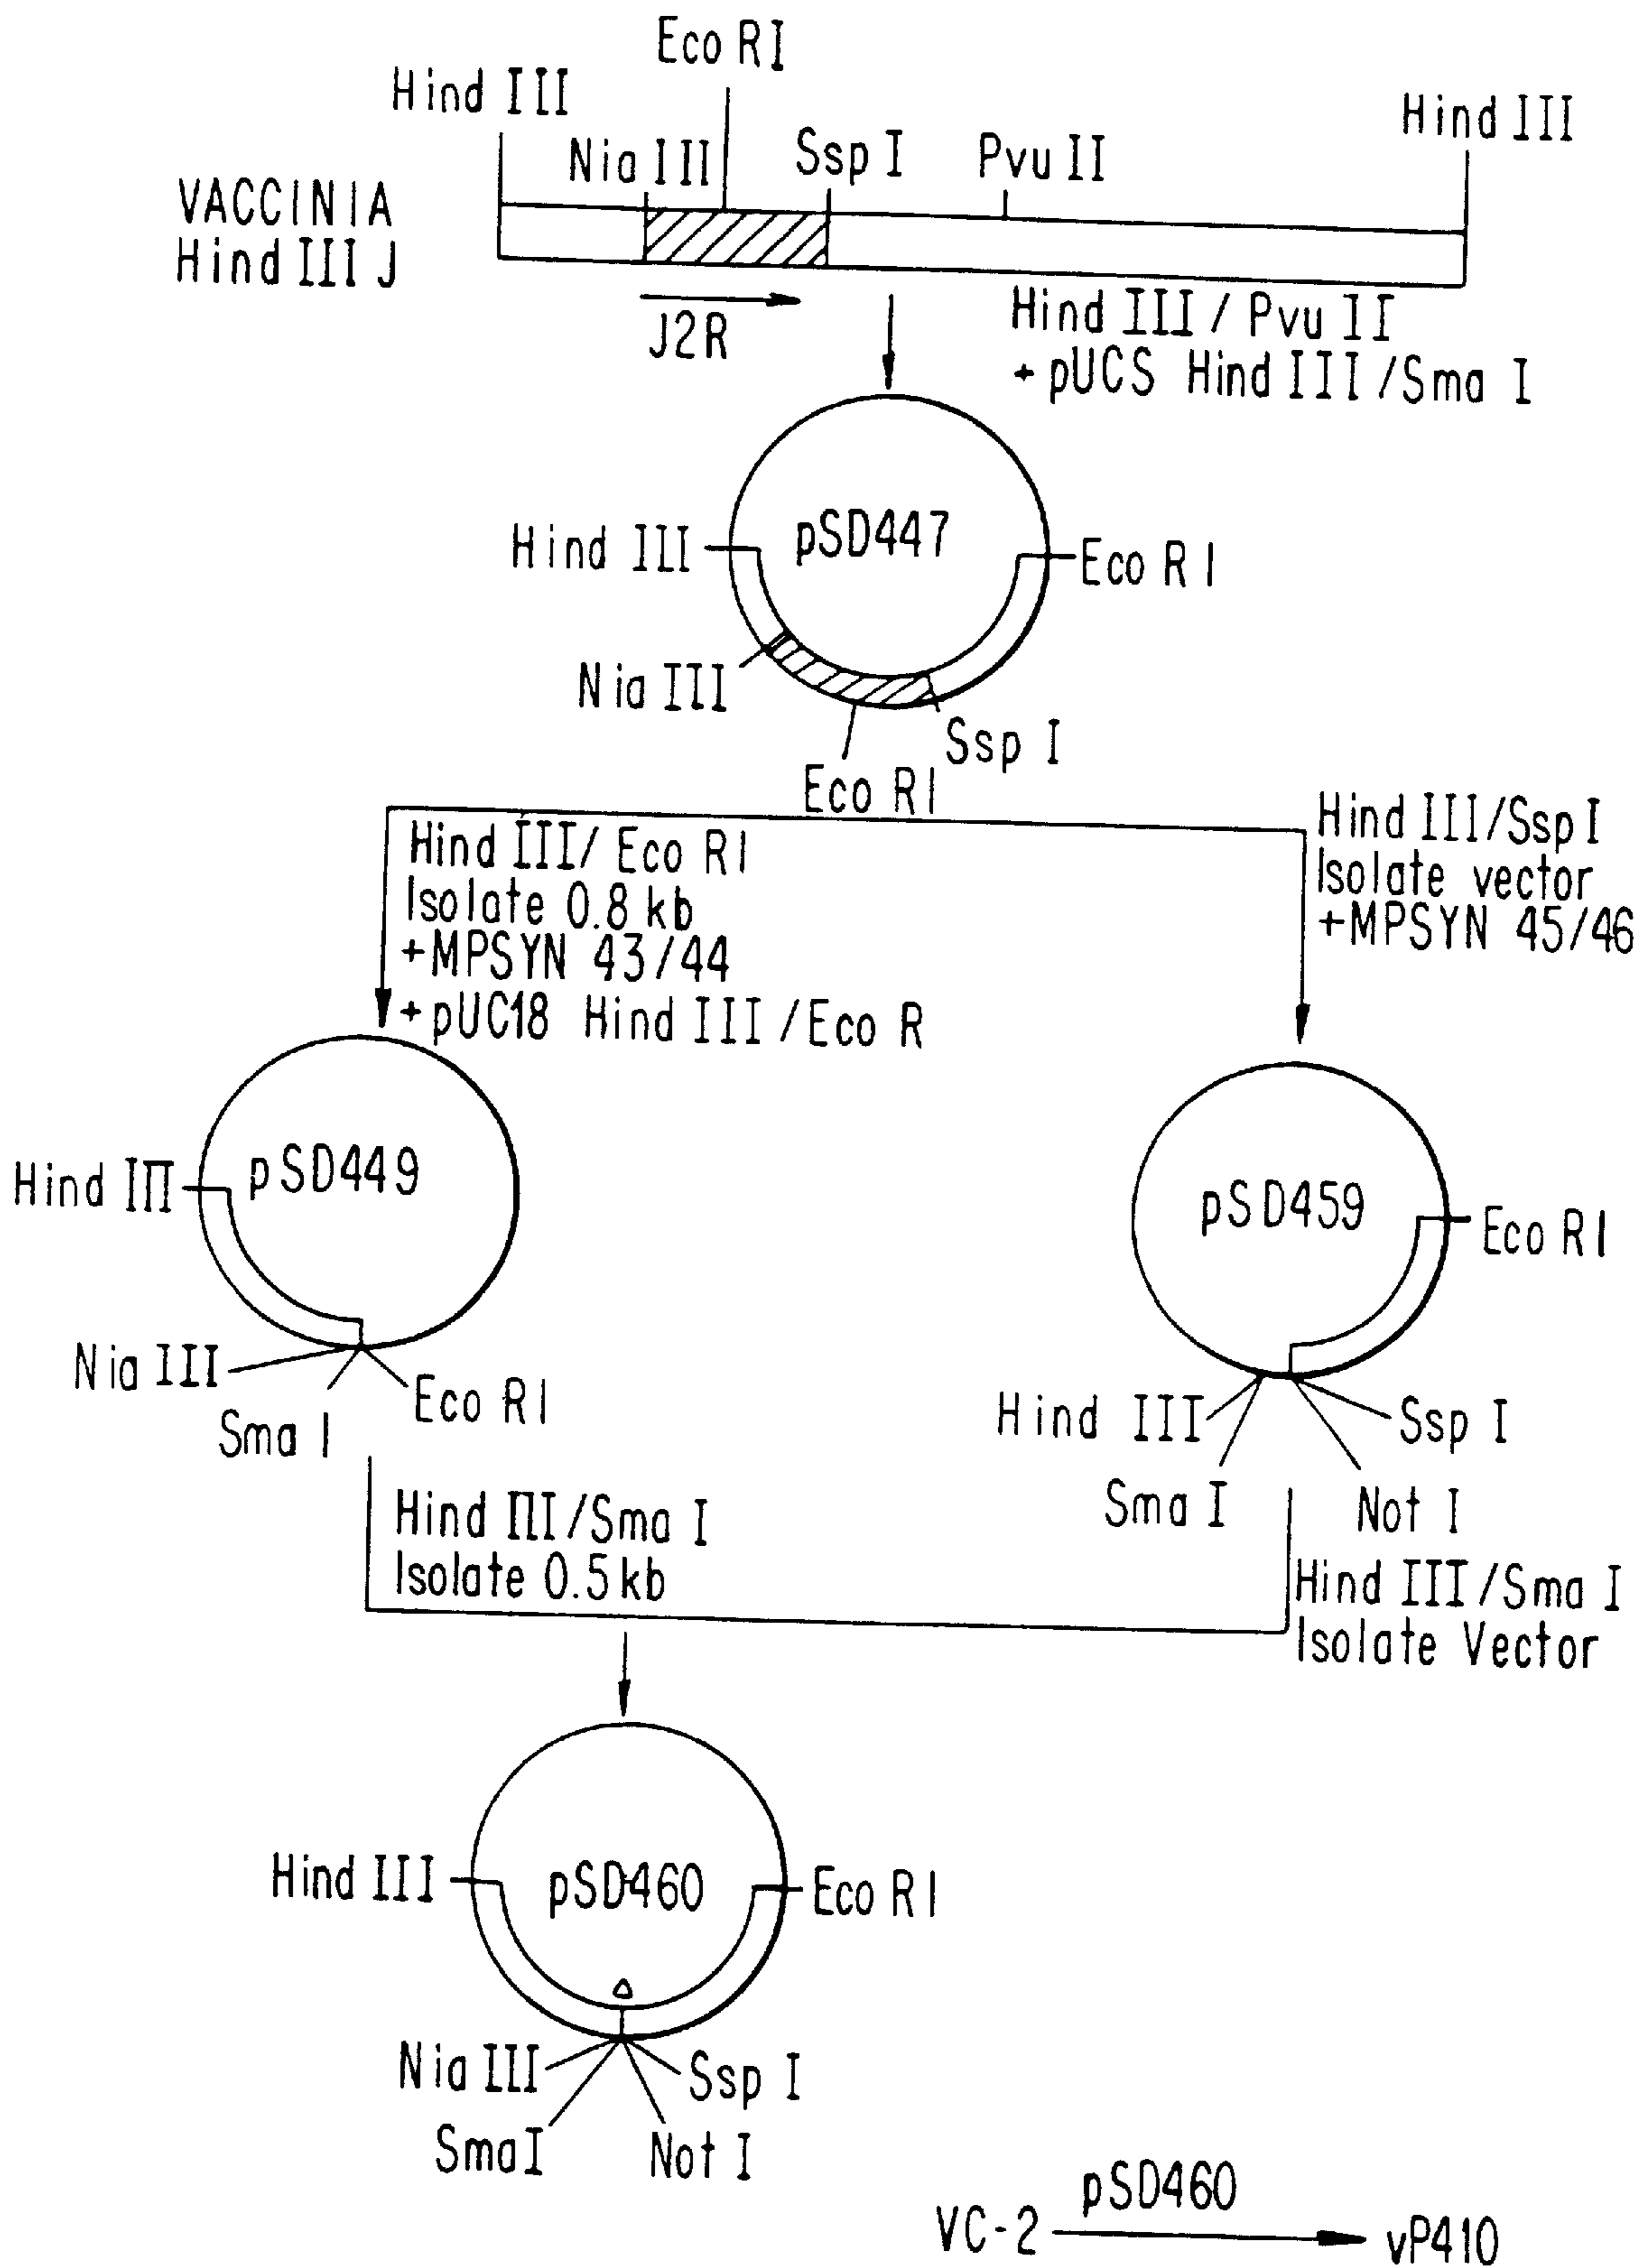 Eco RI
Hind III
Hind III
Nia III
Ssp I
Pvu II
VACCINIA
Hind III J
J2R
Hind III / Pvu II
+ pUCS Hind III /Sma I
pSD447
Hind III
Eco RI
Nia III
Ssp I
Eco RI
Hind III/ Eco RI
Isolate 0.8 kb
+MPSYN 43/44
+ pUC18 Hind III /Eco R
Hind III/Ssp I
Isolate vector
+MPSYN 45/46
pSD449
Hind III
Nia III
Sma I
Eco RI
pSD459
Eco RI
Hind III
Ssp I
Sma I
Not I
Hind III /Sma I
Isolate 0.5 kb
Hind III /Sma I
Isolate Vector
pSD460
Hind III
Eco RI
Δ
Nia III
Ssp I
Sma I
Not I
pSD460
VC-2
vP410